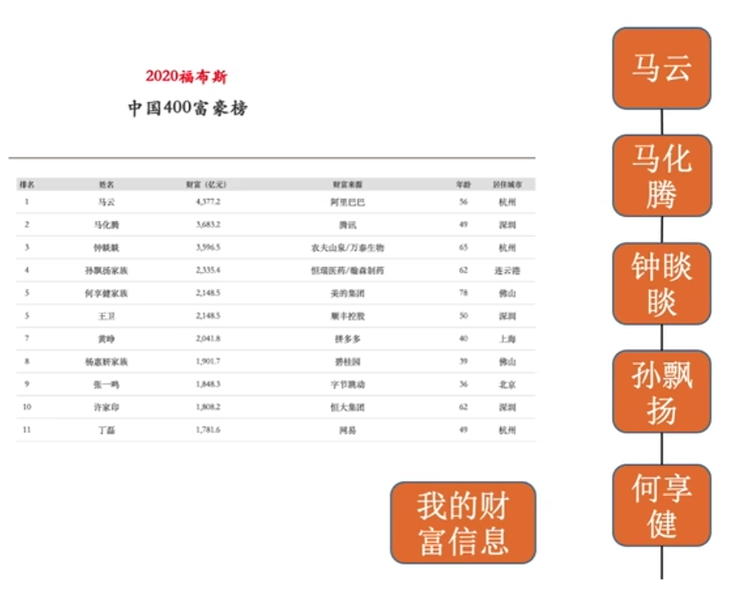 2020福布斯
中国400富豪榜
排名 姓名 财富（亿元） 财富来源 年龄 居住城市
1 马云 4,377.2 阿里巴巴 56 杭州
2 马化腾 3,683.2 腾讯 49 深圳
3 钟睒睒 3,596.5 农夫山泉/万泰生物 65 杭州
4 孙飘扬家族 2,335.4 恒瑞医药/翰森制药 62 连云港
5 何享健家族 2,148.5 美的集团 78 佛山
5 王卫 2,148.5 顺丰控股 50 深圳
7 黄峥 2,041.8 拼多多 40 上海
8 杨惠妍家族 1,901.7 碧桂园 39 佛山
9 张一鸣 1,848.3 字节跳动 36 北京
10 许家印 1,808.2 恒大集团 62 深圳
11 丁磊 1,781.6 网易 49 杭州
我的财
富信息
马云
马化
腾
钟睒
睒
孙飘
扬
何享
健